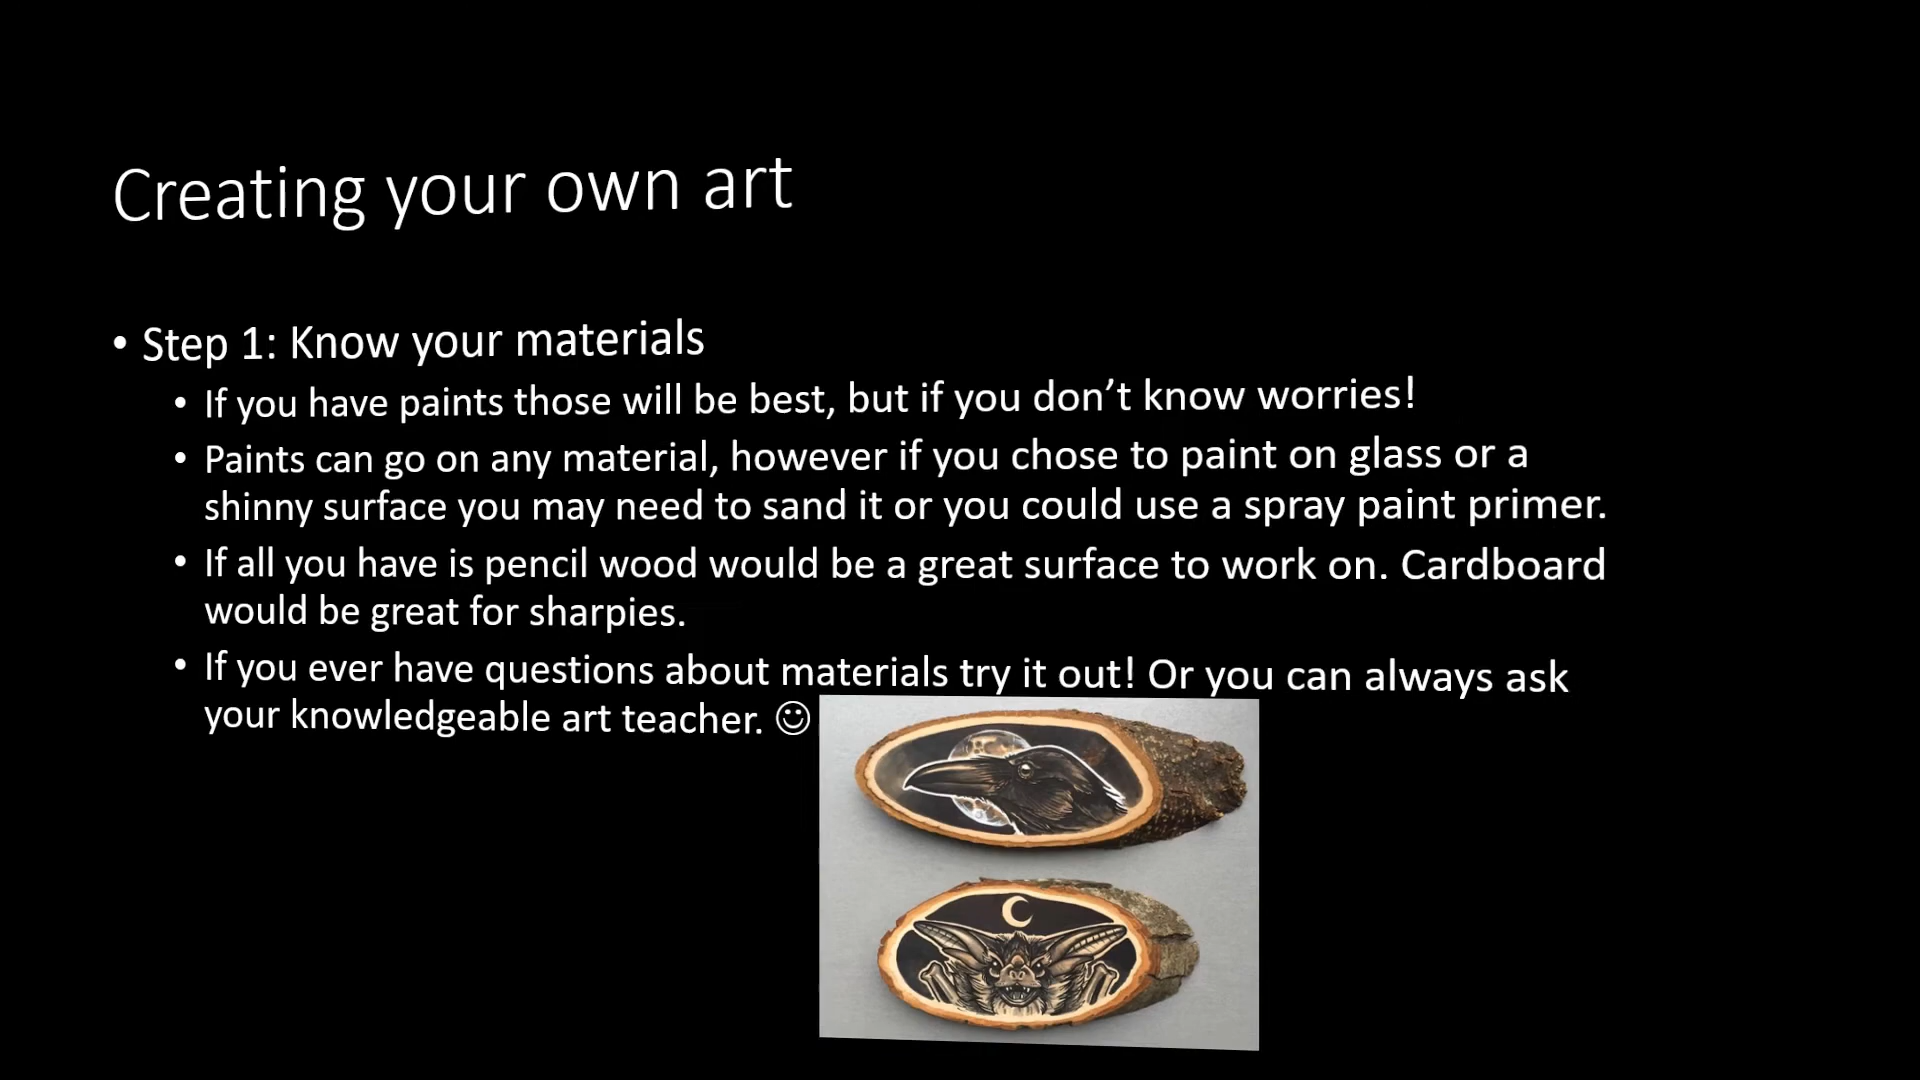 Creating your own art
• Step 1: Know your materials
• If you have paints those will be best, but if you don’t know worries!
• Paints can go on any material, however if you chose to paint on glass or a
shinny surface you may need to sand it or you could use a spray paint primer.
• If all you have is pencil wood would be a great surface to work on. Cardboard
would be great for sharpies.
• If you ever have questions about materials try it out! Or you can always ask
your knowledgeable art teacher. ☺